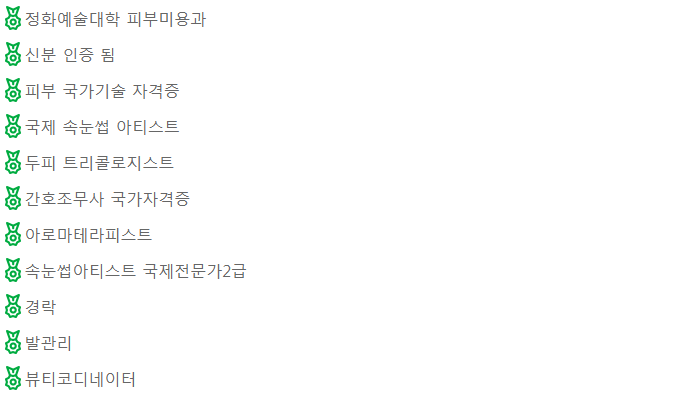 정화예술대학 피부미용과
신분 인증 됨
피부 국가기술 자격증
국제 속눈썹 아티스트
두피 트리콜로지스트
간호조무사 국가자격증
아로마테라피스트
속눈썹아티스트 국제전문가2급
경락
발관리
뷰티코디네이터